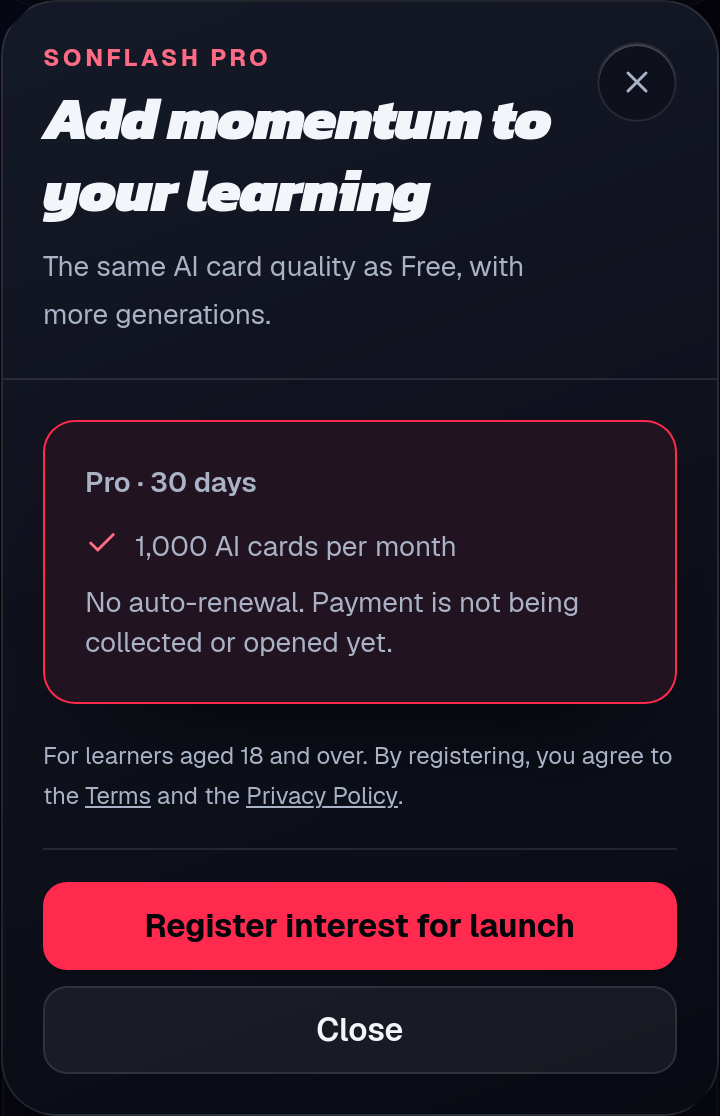 SONFLASH PRO
Add momentum to
your learning
The same AI card quality as Free, with
more generations.
Pro · 30 days
1,000 AI cards per month
No auto-renewal. Payment is not being
collected or opened yet.
For learners aged 18 and over. By registering, you agree to
the Terms and the Privacy Policy.
Register interest for launch
Close